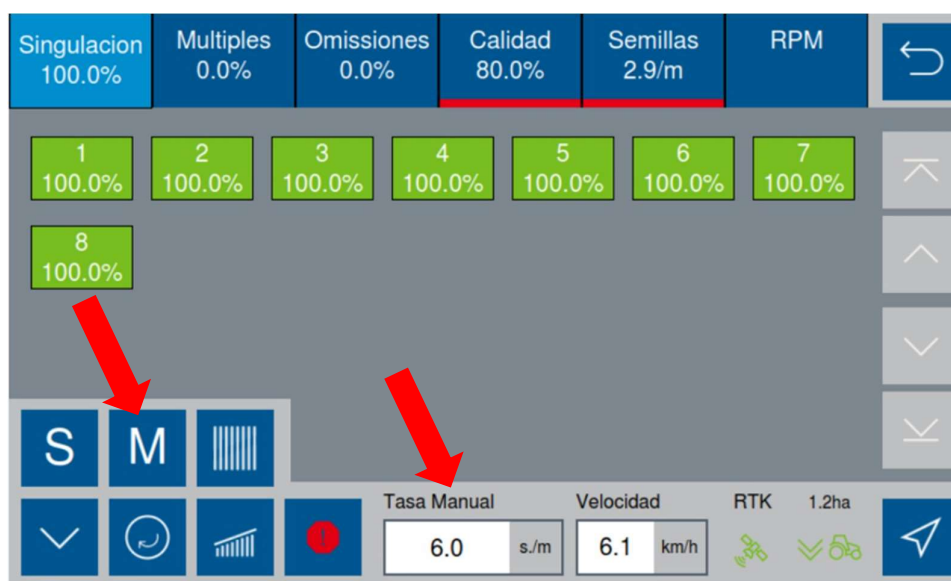 Singulacion
100.0%
Multiples
0.0%
Omissiones
0.0%
Calidad
80.0%
Semillas
2.9/m
RPM
1
100.0%
2
100.0%
3
100.0%
4
100.0%
5
100.0%
6
100.0%
7
100.0%
8
100.0%
S
M
Tasa Manual
6.0 s./m
Velocidad
6.1 km/h
RTK
1.2ha